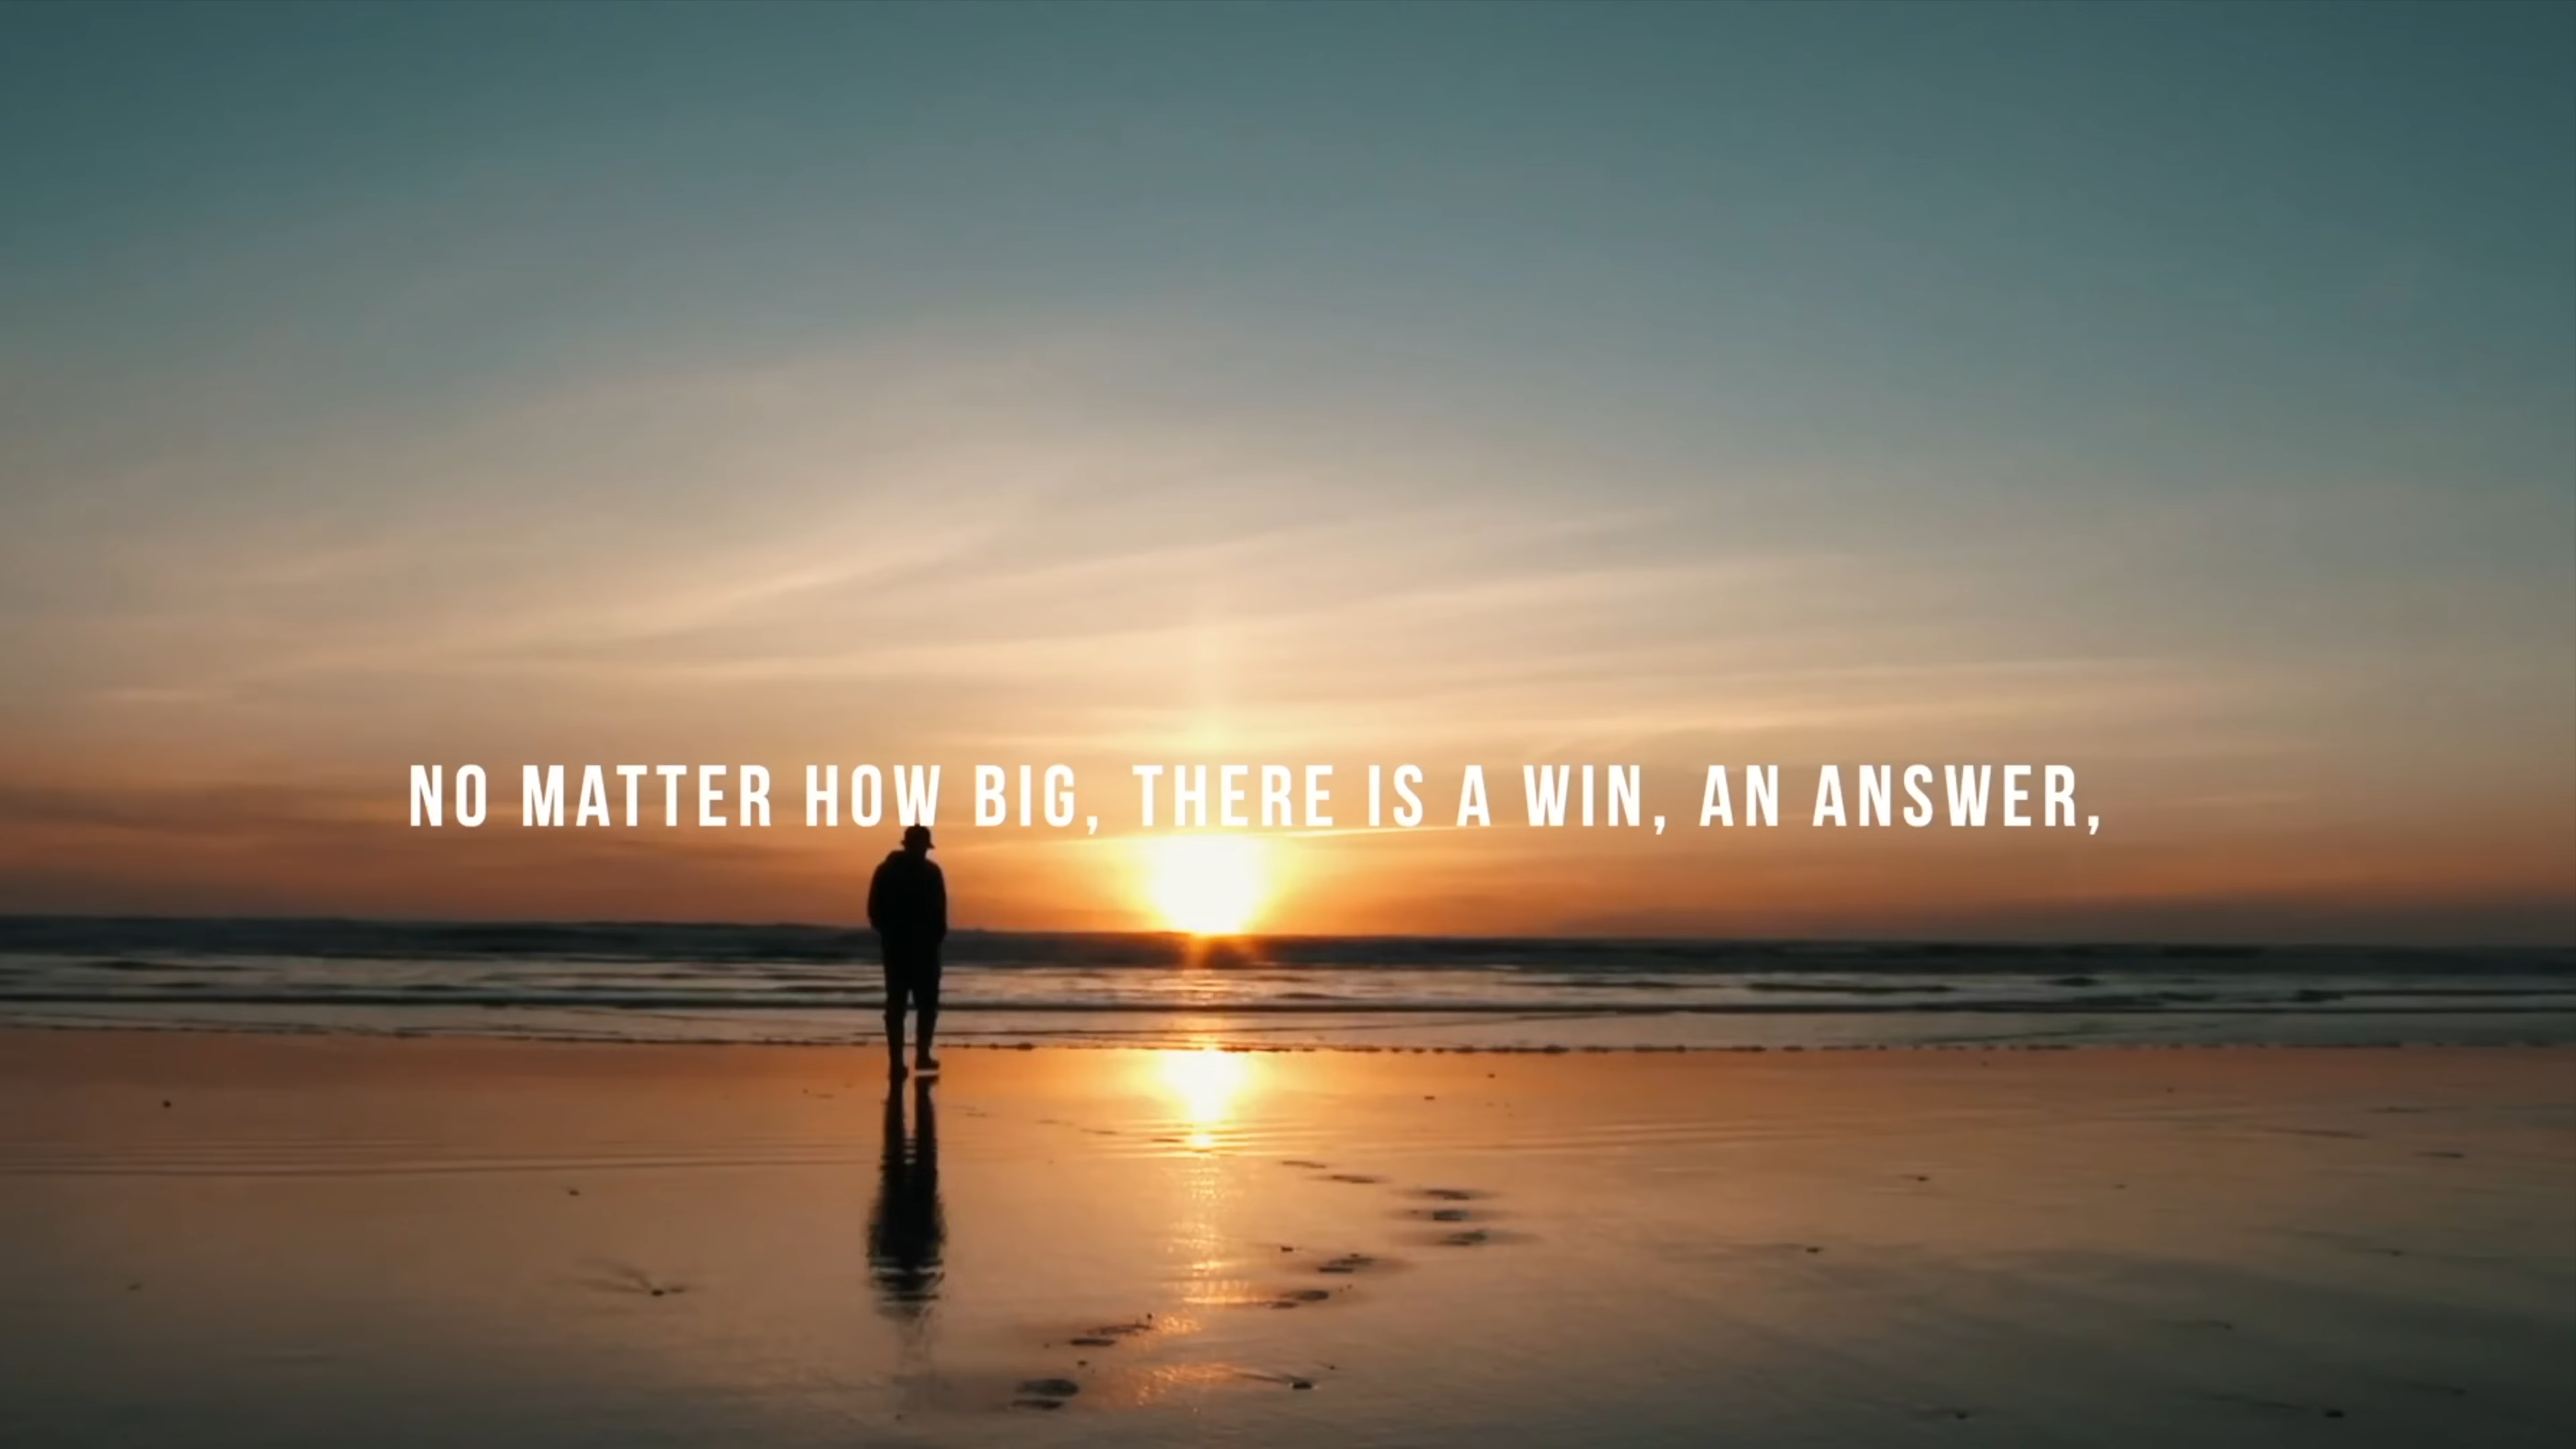 NO MATTER HOW BIG, THERE IS A WIN, AN ANSWER,